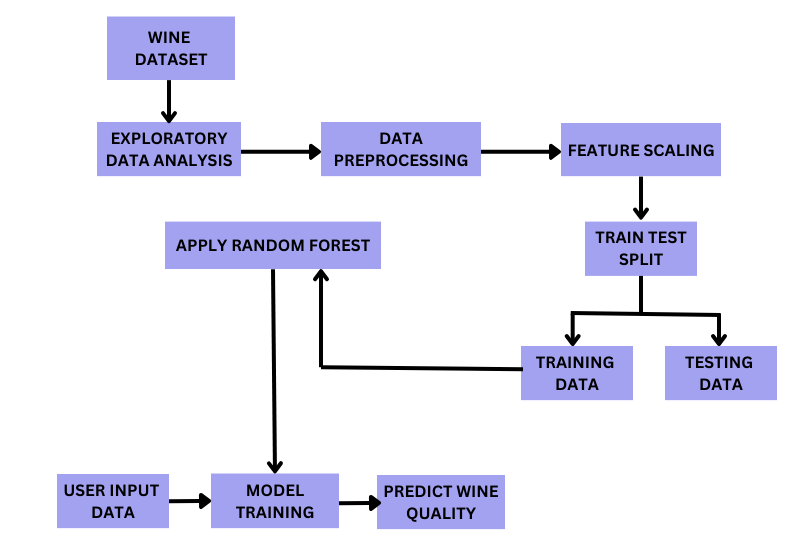 WINE
DATASET
EXPLORATORY
DATA ANALYSIS
DATA
PREPROCESSING
FEATURE SCALING
APPLY RANDOM FOREST
TRAIN TEST
SPLIT
TRAINING
DATA
TESTING
DATA
USER INPUT
DATA
MODEL
TRAINING
PREDICT WINE
QUALITY